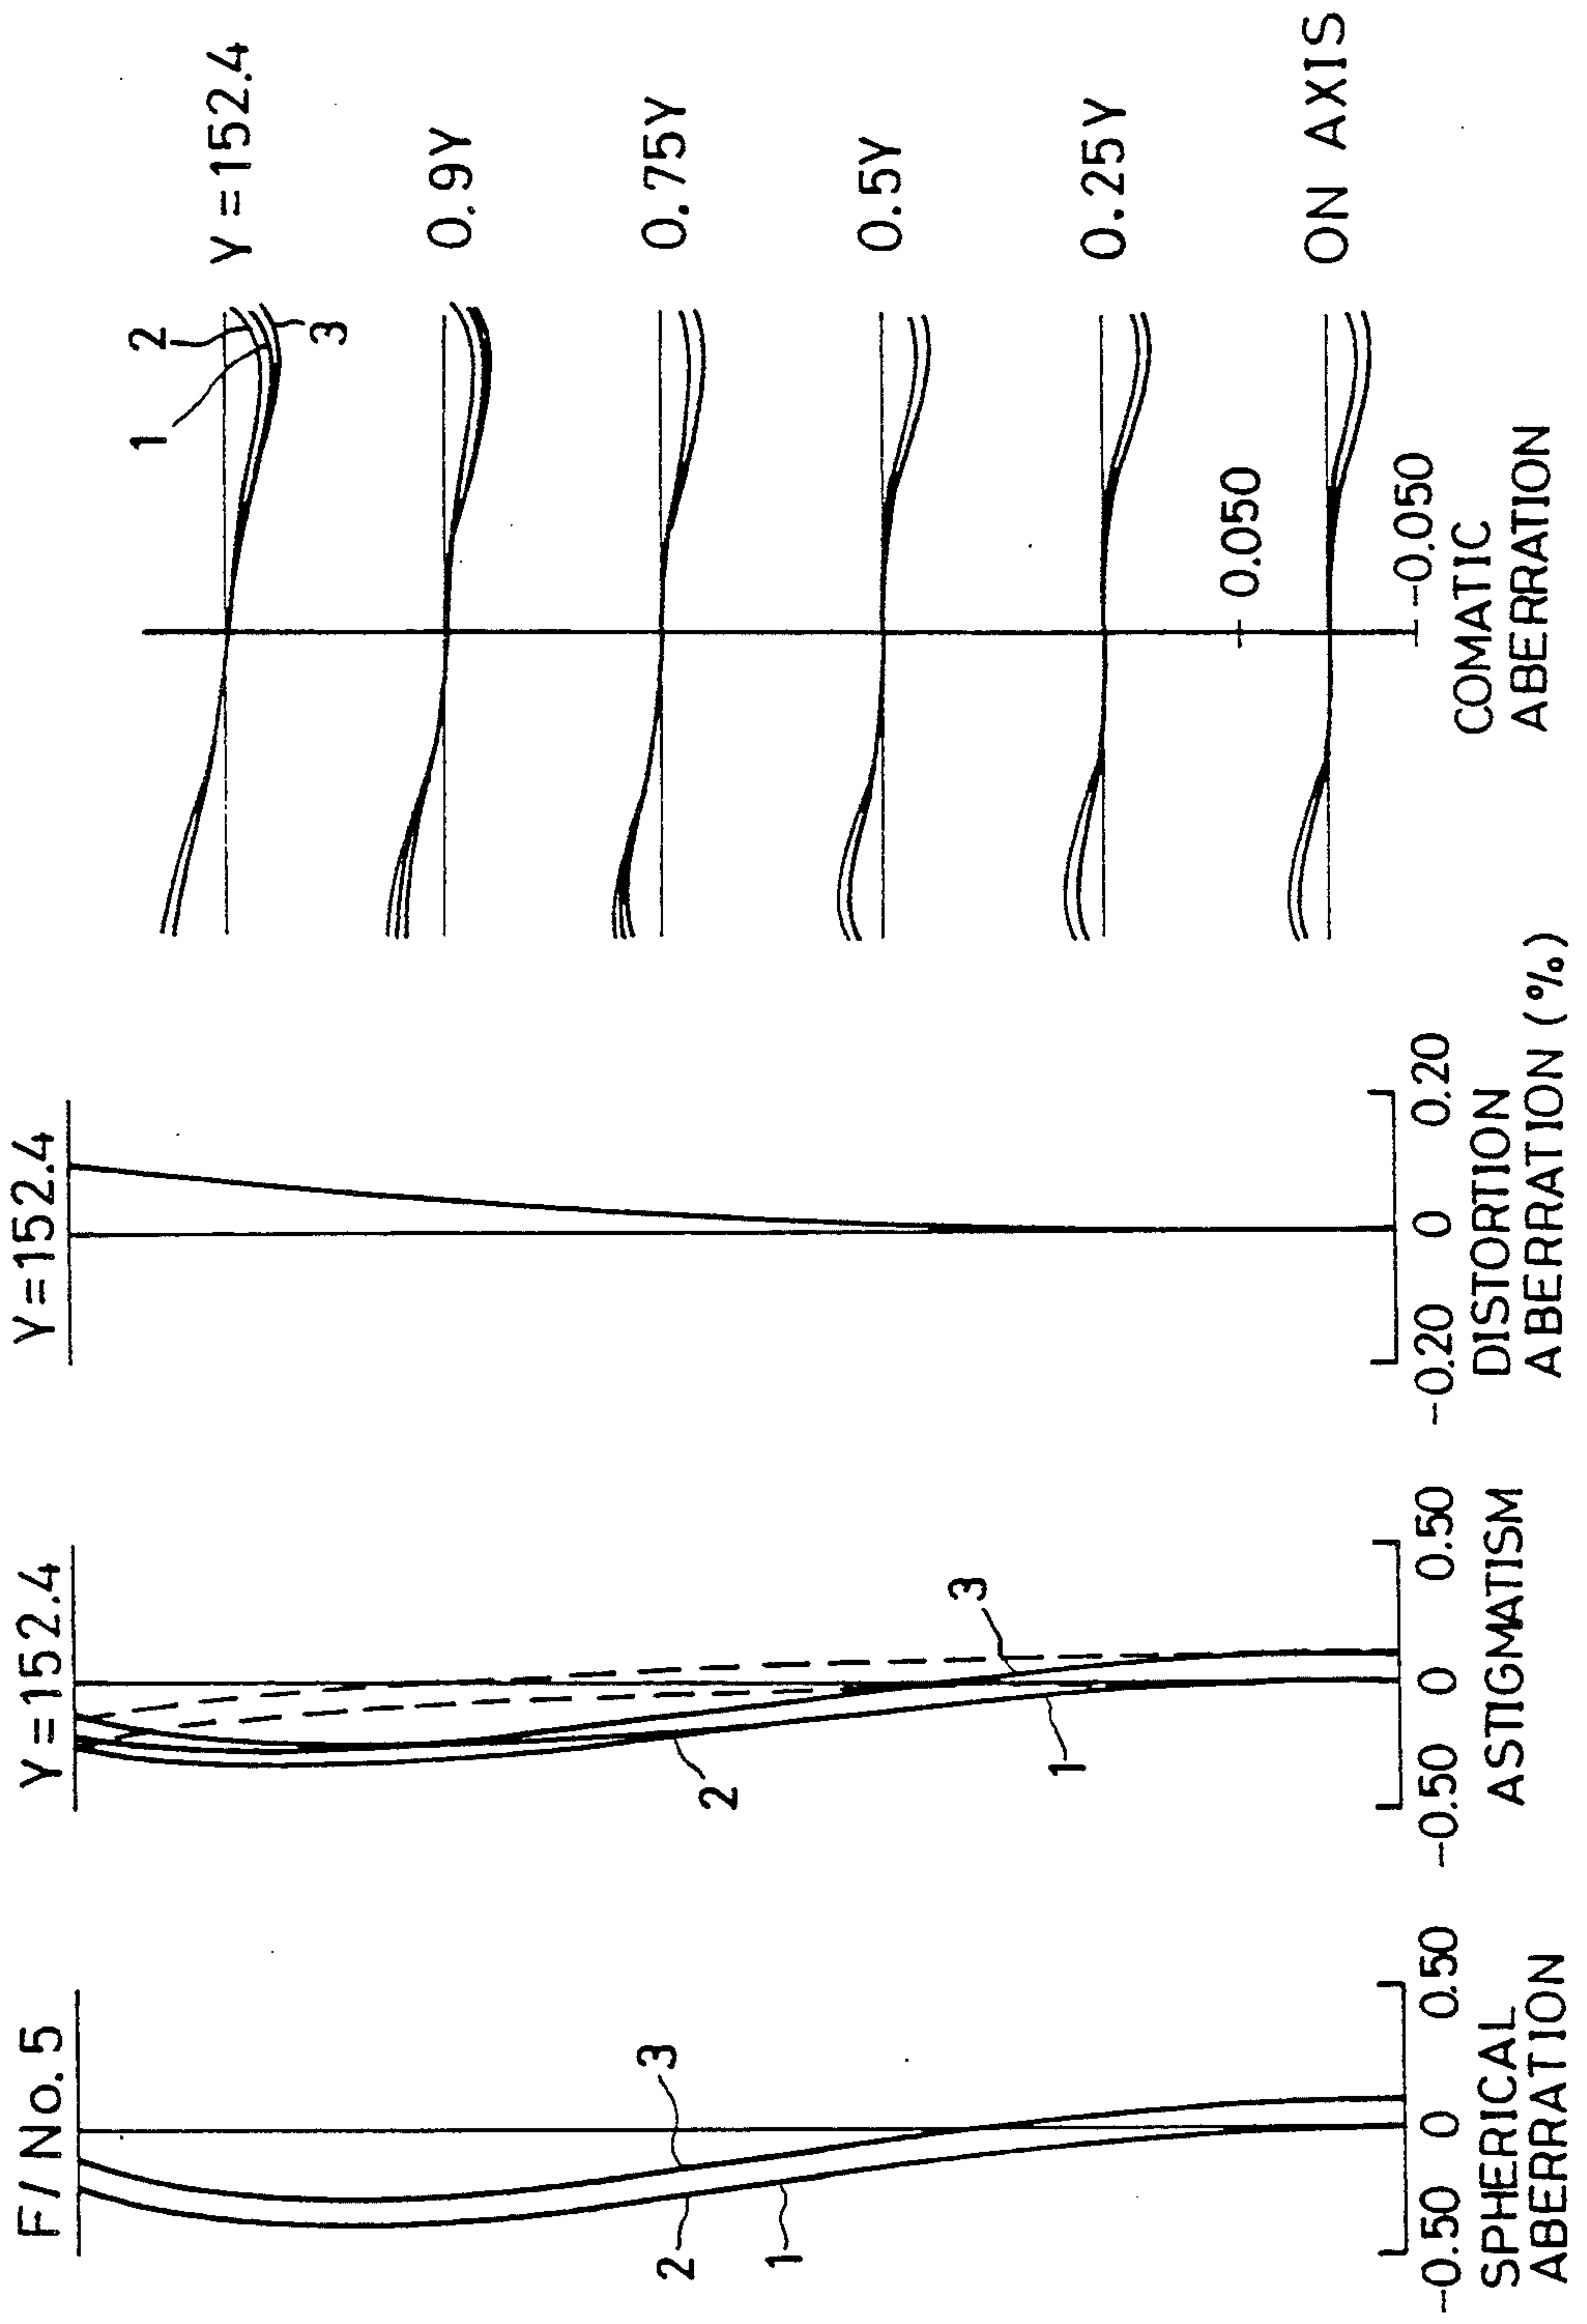 F/No.5
3
2
1
-0.50 0 0.50
SPHERICAL
ABERRATION
Y=152.4
3
2
1
-0.50 0 0.50
ASTIGMATISM
Y=152.4
-0.20 0 0.20
DISTORTION
ABERRATION (%)
1
2
3
Y=152.4
0.9Y
0.75Y
0.5Y
0.25Y
0.050
ON AXIS
-0.050
COMATIC
ABERRATION